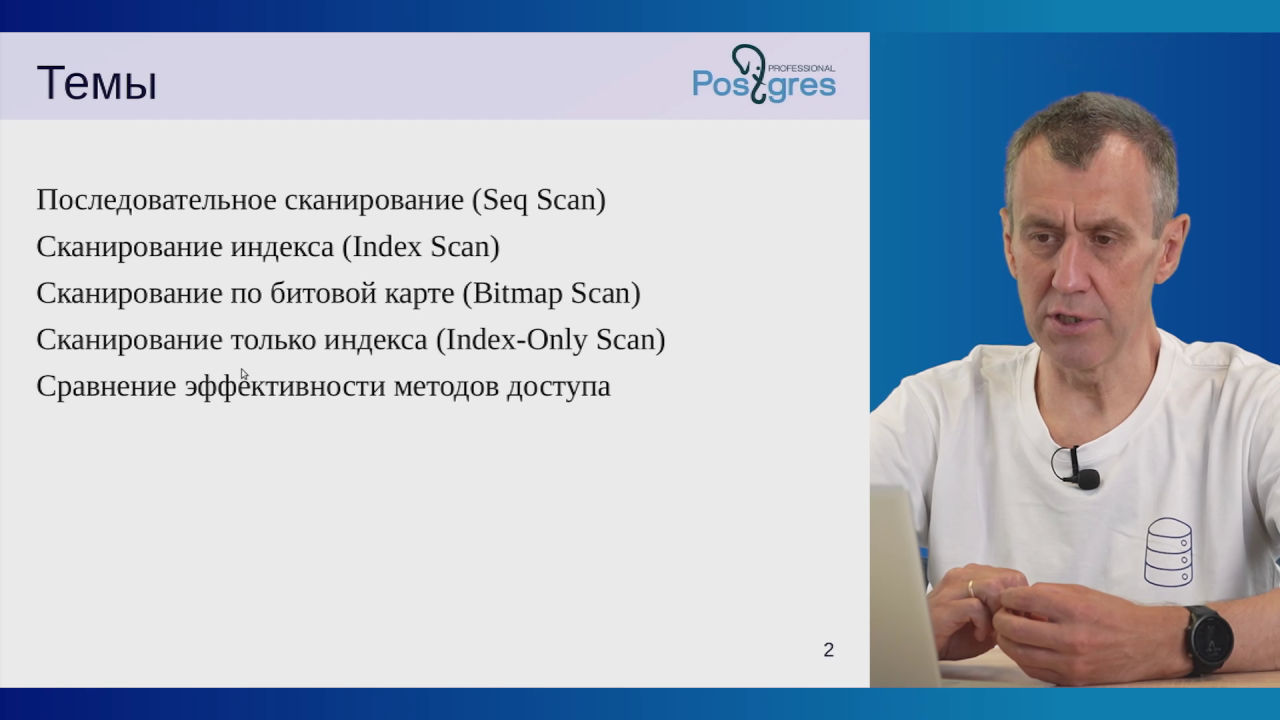 Темы
PROFESSIONAL
Postgres
Последовательное сканирование (Seq Scan)
Сканирование индекса (Index Scan)
Сканирование по битовой карте (Bitmap Scan)
Сканирование только индекса (Index-Only Scan)
Сравнение эффективности методов доступа
2